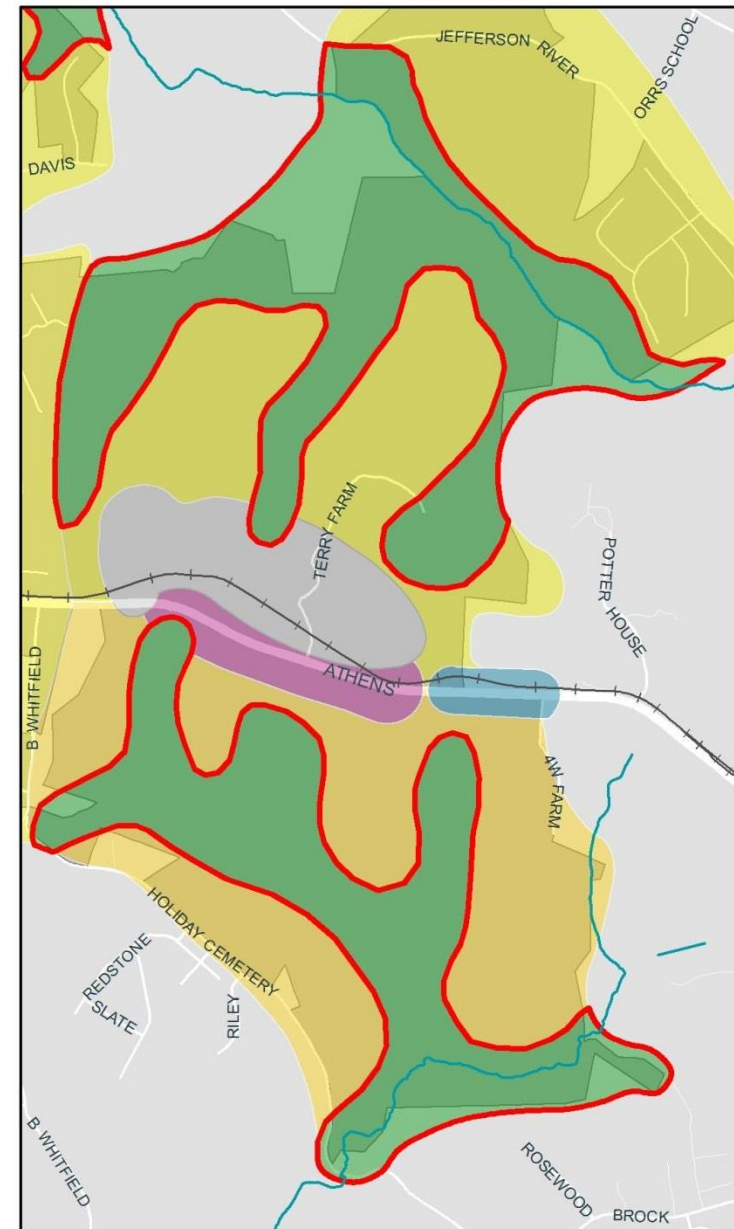 JEFFERSON RIVER
ORRS SCHOOL
DAVIS
TERRY FARM
POTTER HOUSE
ATHENS
B WHITFIELD
4W FARM
HOLIDAY CEMETERY
REDSTONE
SLATE
RILEY
B WHITFIELD
ROSEWOOD
BROCK